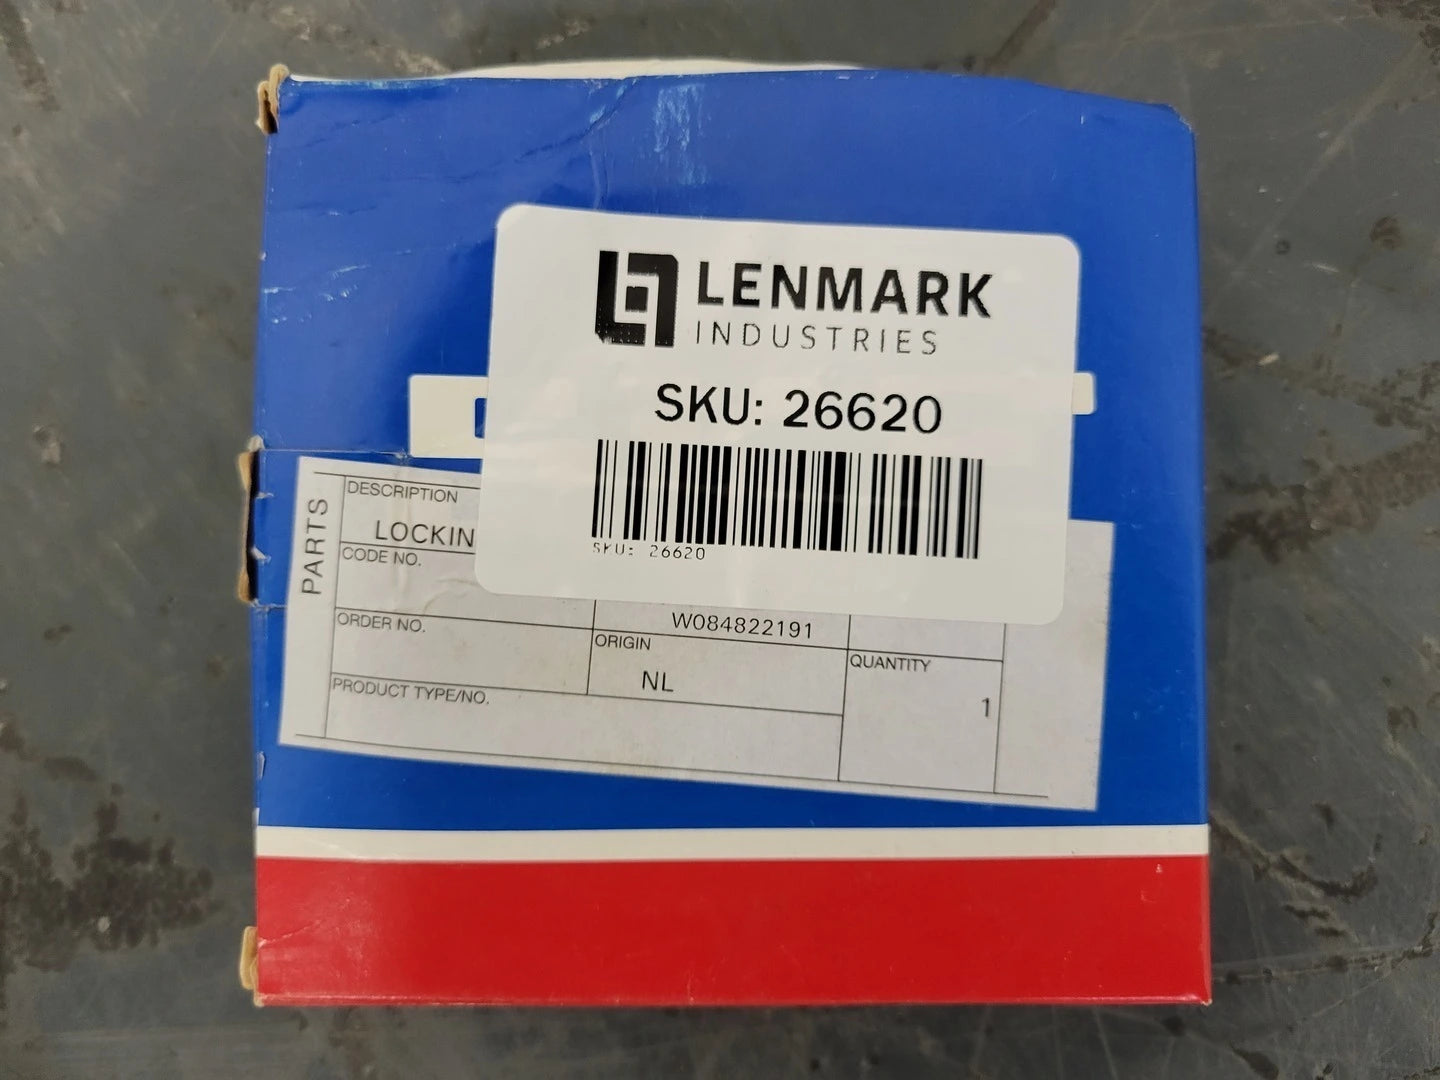 LENMARK
INDUSTRIES
SKU: 26620
SKU: 26620
PARTS
DESCRIPTION
CODE NO.
W084822191
ORDER NO.
ORIGIN
NL
QUANTITY
1
PRODUCT TYPE/NO.